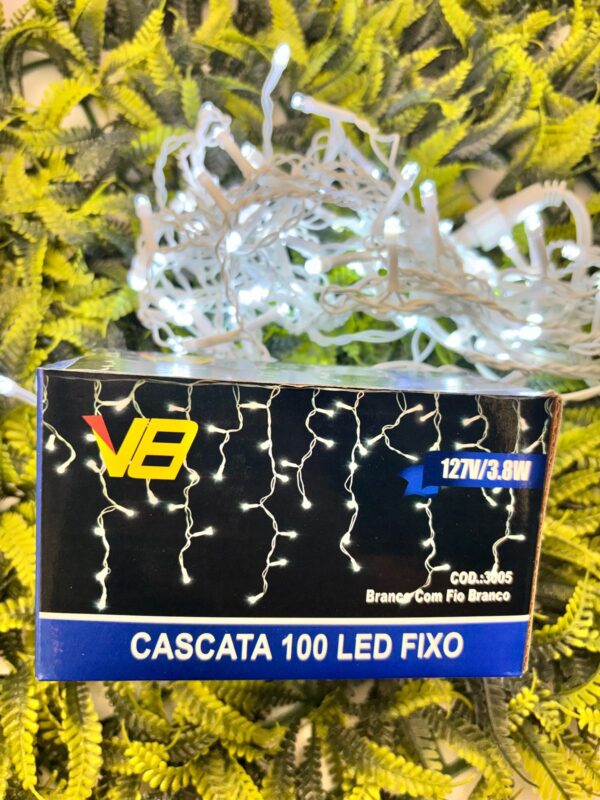 V8
127V/3.8W
COD.:3005
Branco Com Fio Branco
CASCATA 100 LED FIXO